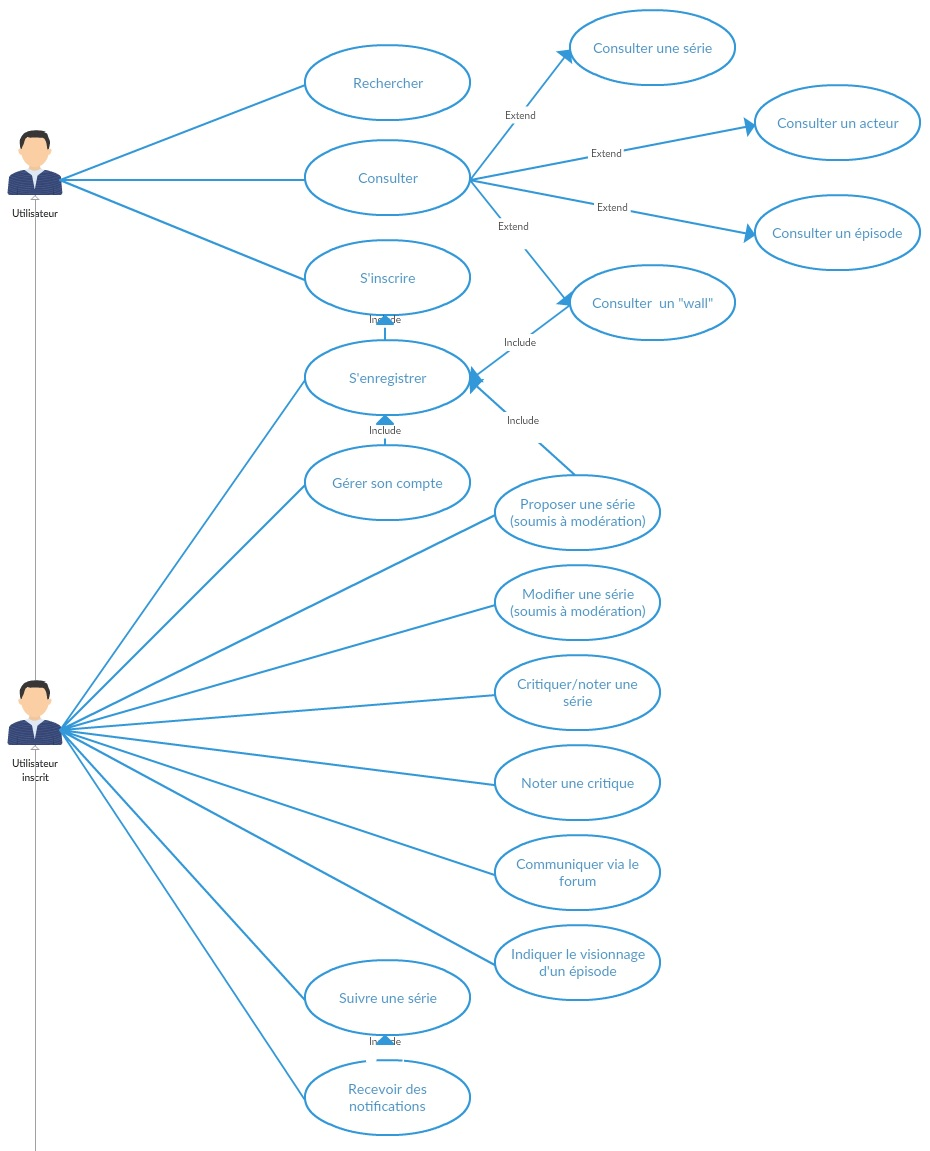 Consulter une série
Rechercher
Extend
Consulter un acteur
Extend
Consulter
Utilisateur
Extend
Extend
Consulter un épisode
S'inscrire
Consulter  un "wall"
Include
Include
S'enregistrer
Include
Include
Gérer son compte
Proposer une série
(soumis à modération)
Modifier une série
(soumis à modération)
Critiquer/noter une
série
Utilisateur
inscrit
Noter une critique
Communiquer via le
forum
Indiquer le visionnage
d'un épisode
Suivre une série
Include
Recevoir des
notifications